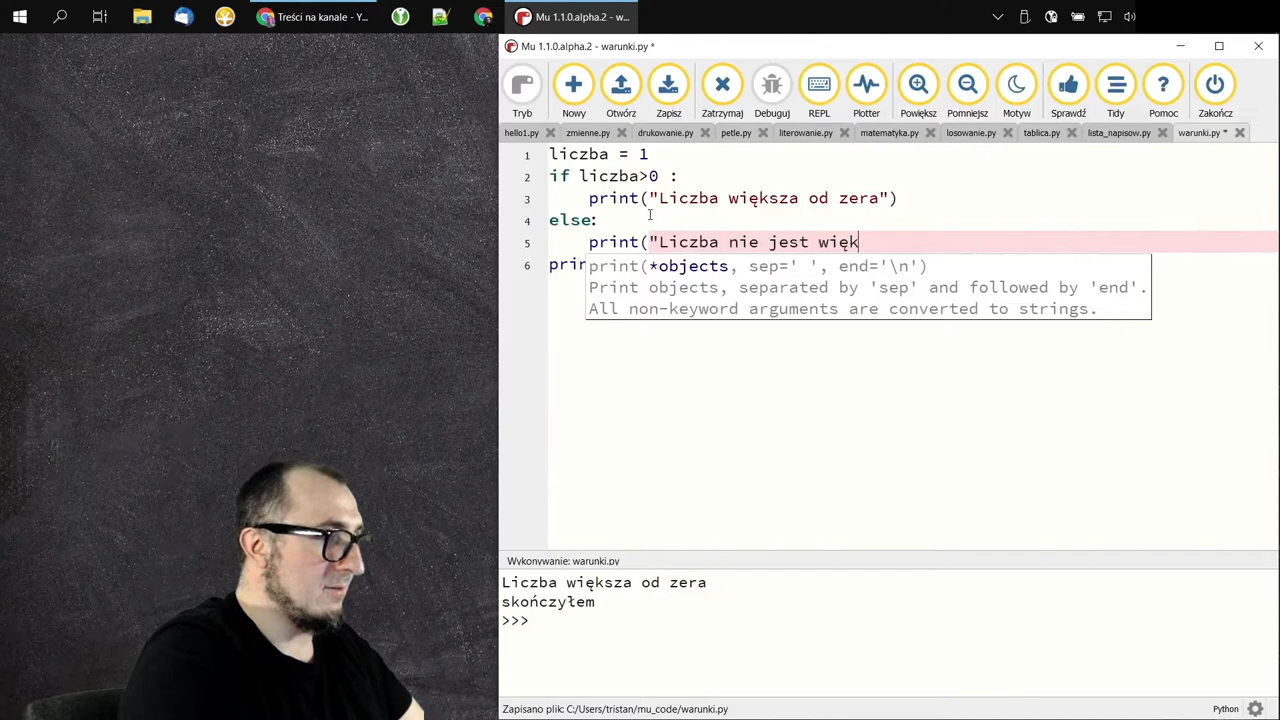 Treści na kanale - Y...
Mu 1.1.0.alpha.2 - w...
Mu 1.1.0.alpha.2 - warunki.py *
Tryb
Nowy
Otwórz
Zapisz
Zatrzymaj
Debuguj
REPL
Plotter
Powiększ
Pomniejsz
Motyw
Sprawdź
Tidy
Pomoc
Zakończ
hello1.py
zmienne.py
drukowanie.py
petle.py
literowanie.py
matematyka.py
losowanie.py
tablica.py
lista_napisow.py
warunki.py *
1 liczba = 1
2 if liczba>0 :
3 print("Liczba większa od zera")
4 else:
5 print("Liczba nie jest więk
6 prin
print(*objects, sep=' ', end='\n')
Print objects, separated by 'sep' and followed by 'end'.
All non-keyword arguments are converted to strings.
Wykonywanie: warunki.py
Liczba większa od zera
skończyłem
>>>
Zapisano plik: C:/Users/tristan/mu_code/warunki.py
Python